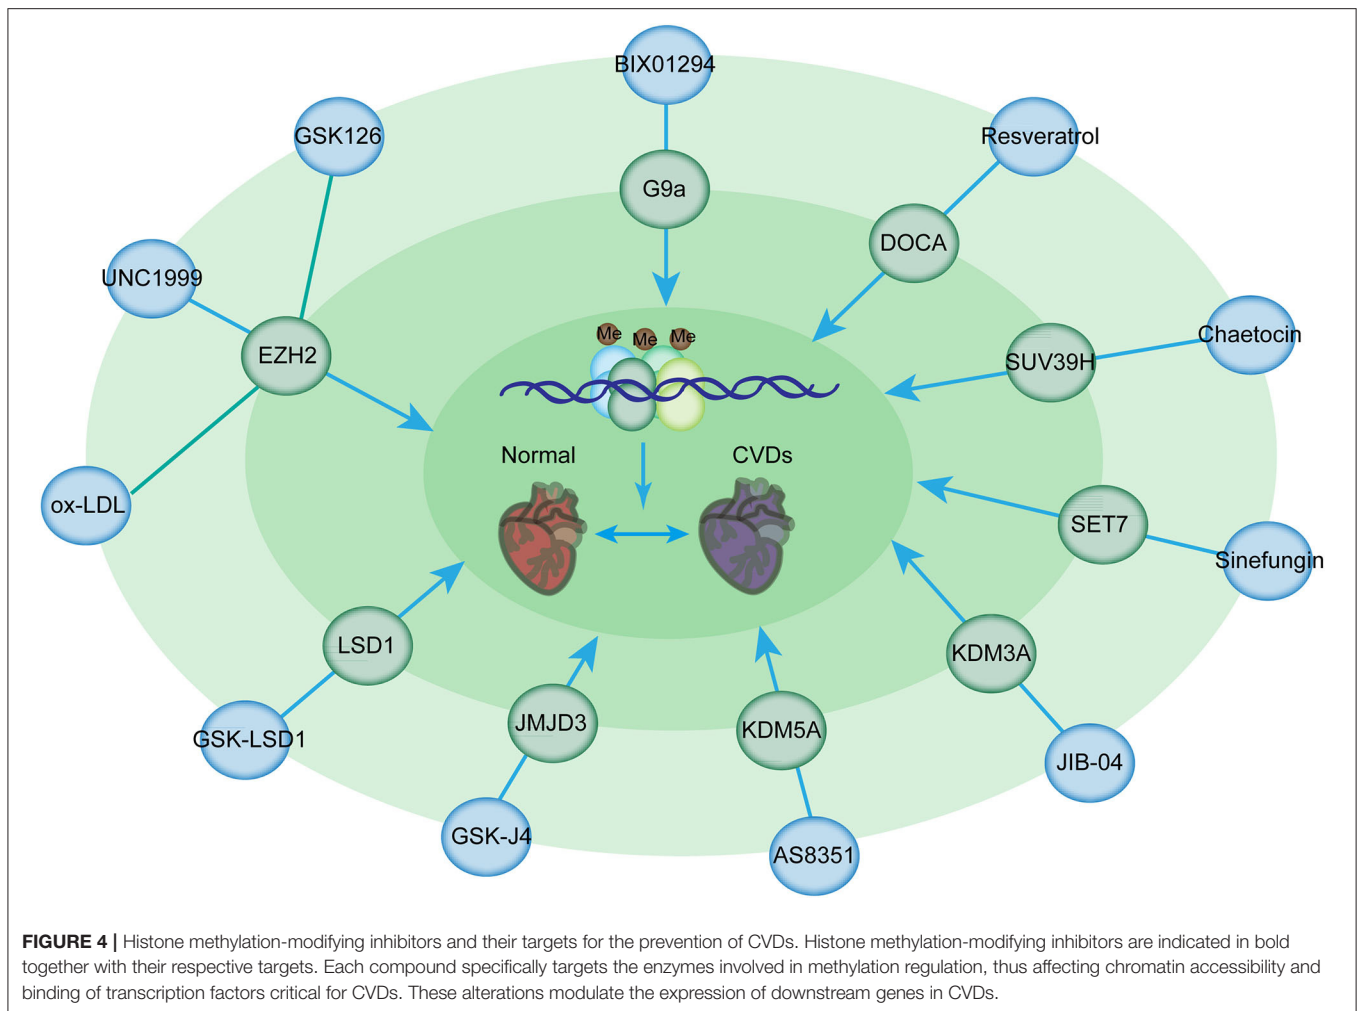 BIX01294
GSK126
Resveratrol
G9a
DOCA
UNC1999
EZH2
Chaetocin
SUV39H
Me Me Me
Normal CVDs
ox-LDL
SET7
Sinefungin
LSD1
KDM3A
GSK-LSD1
JMJD3
KDM5A
JIB-04
GSK-J4
AS8351
FIGURE 4 | Histone methylation-modifying inhibitors and their targets for the prevention of CVDs. Histone methylation-modifying inhibitors are indicated in bold
together with their respective targets. Each compound specifically targets the enzymes involved in methylation regulation, thus affecting chromatin accessibility and
binding of transcription factors critical for CVDs. These alterations modulate the expression of downstream genes in CVDs.